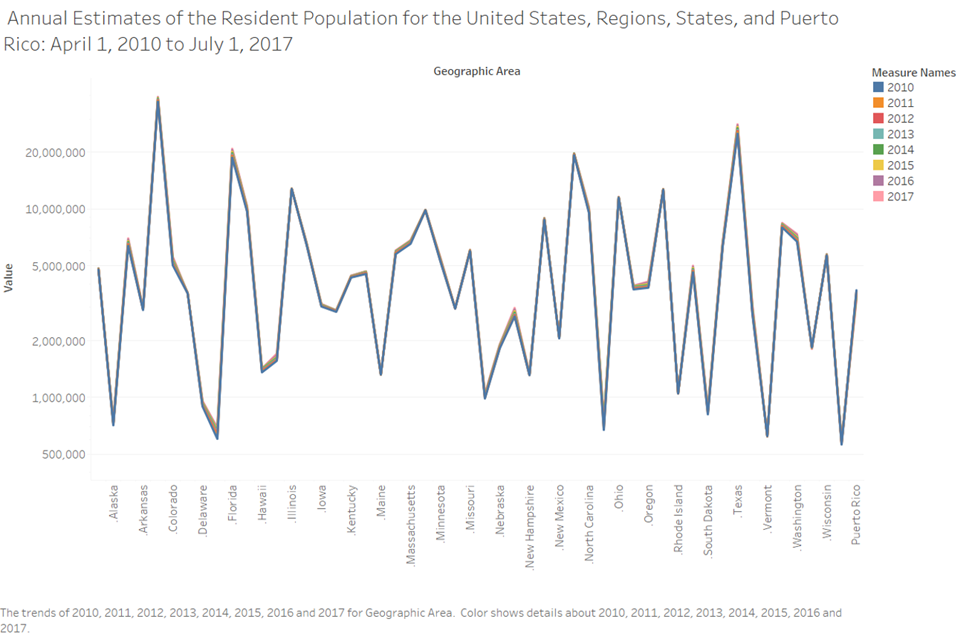 Annual Estimates of the Resident Population for the United States, Regions, States, and Puerto
Rico: April 1, 2010 to July 1, 2017
Geographic Area
Measure Names
2010
2011
2012
2013
2014
2015
2016
2017
Value
20,000,000
10,000,000
5,000,000
2,000,000
1,000,000
500,000
.Alaska
.Arkansas
.Colorado
.Delaware
.Florida
.Hawaii
.Illinois
.Iowa
.Kentucky
.Maine
.Massachusetts
.Minnesota
.Missouri
.Nebraska
.New Hampshire
.New Mexico
.North Carolina
.Ohio
.Oregon
.Rhode Island
.South Dakota
.Texas
.Vermont
.Washington
.Wisconsin
Puerto Rico
The trends of 2010, 2011, 2012, 2013, 2014, 2015, 2016 and 2017 for Geographic Area. Color shows details about 2010, 2011, 2012, 2013, 2014, 2015, 2016 and
2017.